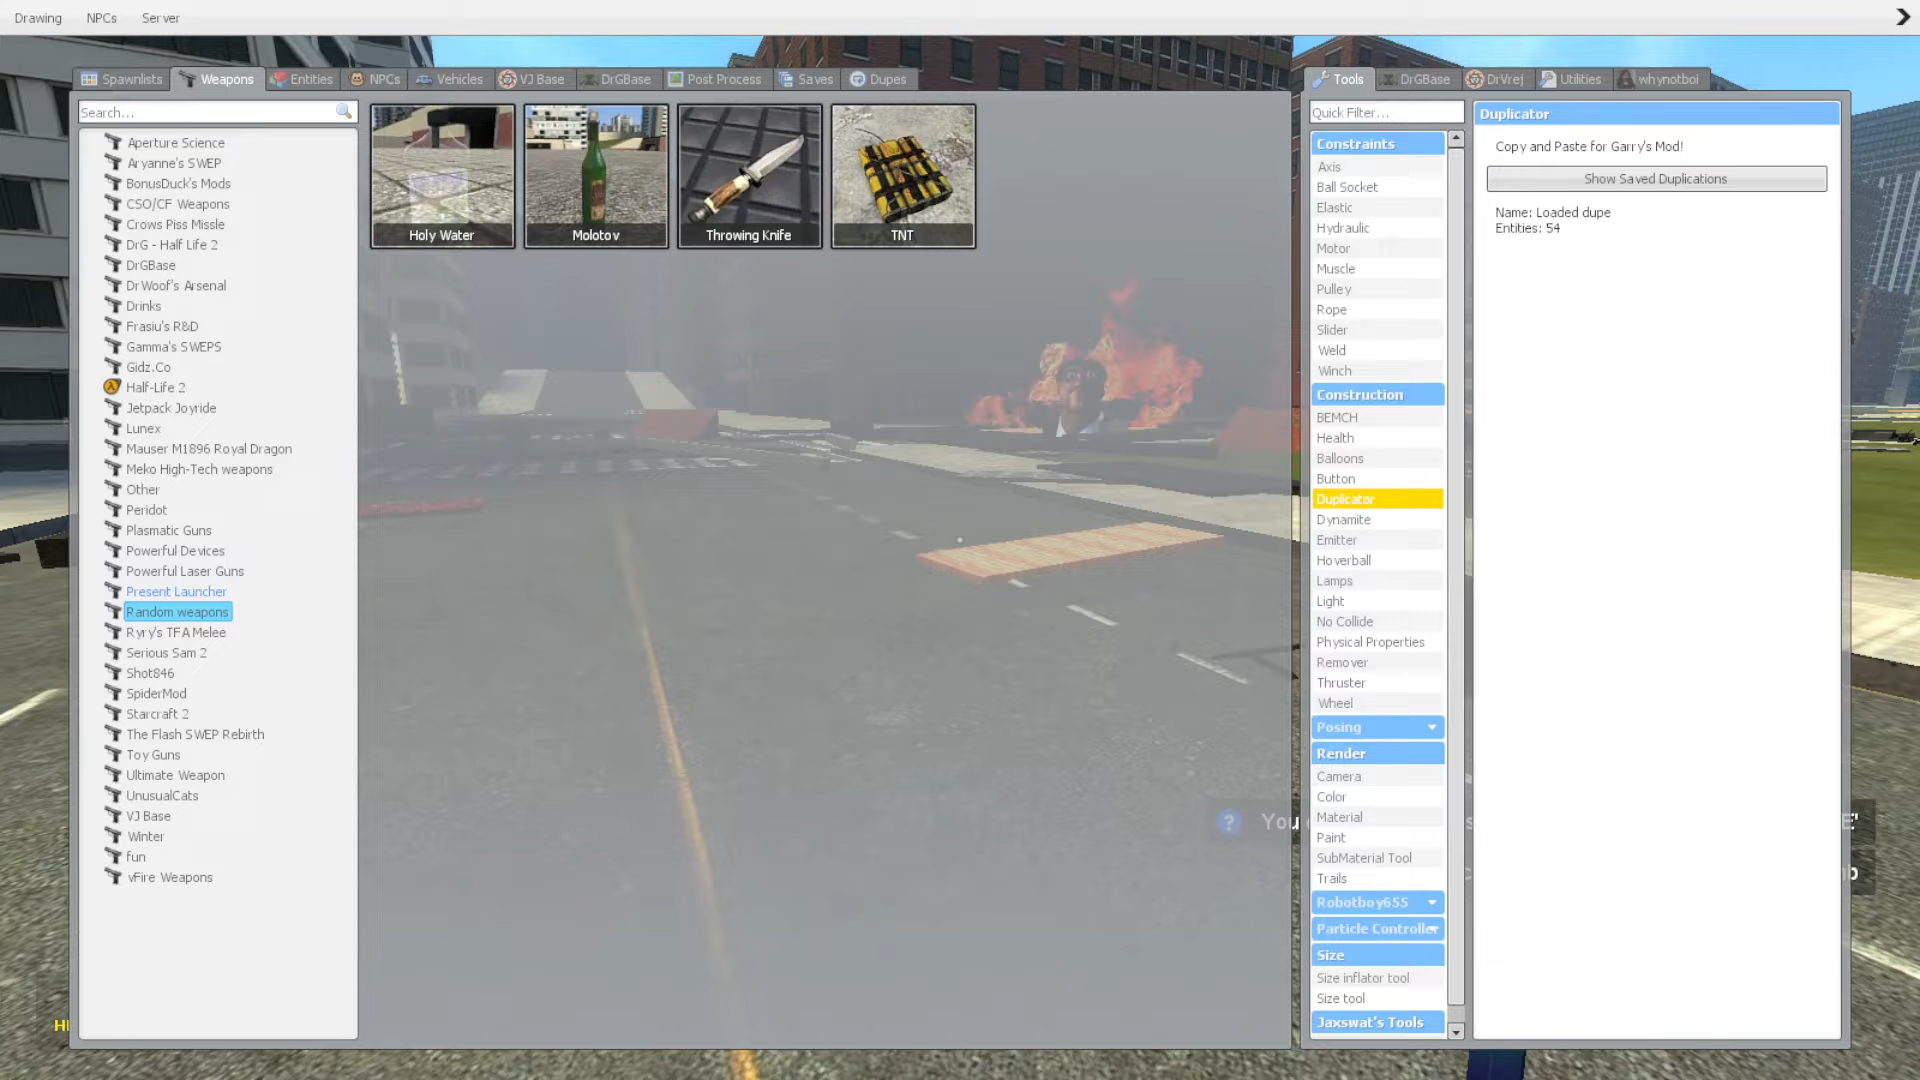 Drawing NPCs Server
Spawnlists Weapons Entities NPCs Vehicles VJ Base DrGBase Post Process Saves Dupes
Search...
Aperture Science
Aryanne's SWEP
BonusDuck's Mods
CSO/CF Weapons
Crows Piss Missle
DrG - Half Life 2
DrGBase
DrWoof's Arsenal
Drinks
Frasiu's R&D
Gamma's SWEPS
Gidz.Co
Half-Life 2
Jetpack Joyride
Lunex
Mauser M1896 Royal Dragon
Meko High-Tech weapons
Other
Peridot
Plasmatic Guns
Powerful Devices
Powerful Laser Guns
Present Launcher
Random weapons
Ryry's TFA Melee
Serious Sam 2
Shot846
SpiderMod
Starcraft 2
The Flash SWEP Rebirth
Toy Guns
Ultimate Weapon
UnusualCats
VJ Base
Winter
fun
vFire Weapons
Holy Water
Molotov
Throwing Knife
TNT
You
Tools DrGBase DrVrej Utilities whynotboi
Quick Filter...
Constraints
Axis
Ball Socket
Elastic
Hydraulic
Motor
Muscle
Pulley
Rope
Slider
Weld
Winch
Construction
BEMCH
Health
Balloons
Button
Duplicator
Dynamite
Emitter
Hoverball
Lamps
Light
No Collide
Physical Properties
Remover
Thruster
Wheel
Posing
Render
Camera
Color
Material
Paint
SubMaterial Tool
Trails
Robotboy655
Particle Controller
Size
Size inflator tool
Size tool
Jaxswat's Tools
Duplicator
Copy and Paste for Garry's Mod!
Show Saved Duplications
Name: Loaded dupe
Entities: 54